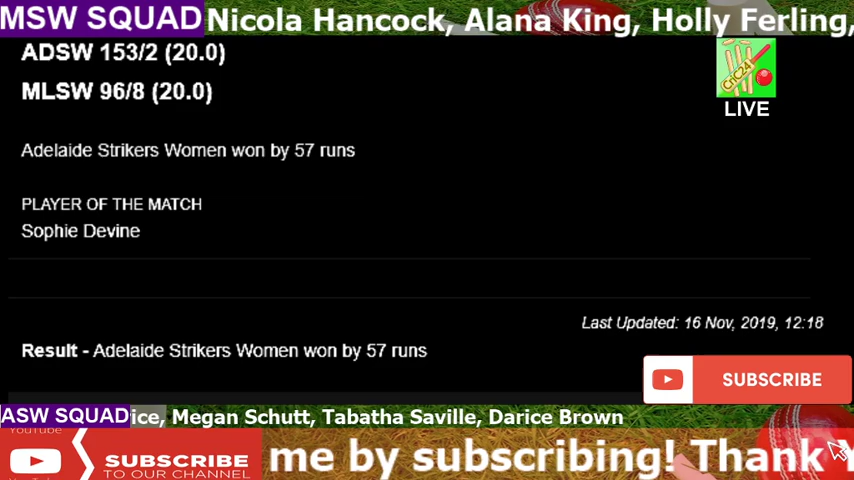 MSW SQUAD Nicola Hancock, Alana King, Holly Ferling,
ADSW 153/2 (20.0)
MLSW 96/8 (20.0)
CriC24
LIVE
Adelaide Strikers Women won by 57 runs
PLAYER OF THE MATCH
Sophie Devine
Last Updated: 16 Nov, 2019, 12:18
Result - Adelaide Strikers Women won by 57 runs
SUBSCRIBE
ASW SQUAD rice, Megan Schutt, Tabatha Saville, Darice Brown
YouTube
SUBSCRIBE
TO OUR CHANNEL
me by subscribing! Thank Y